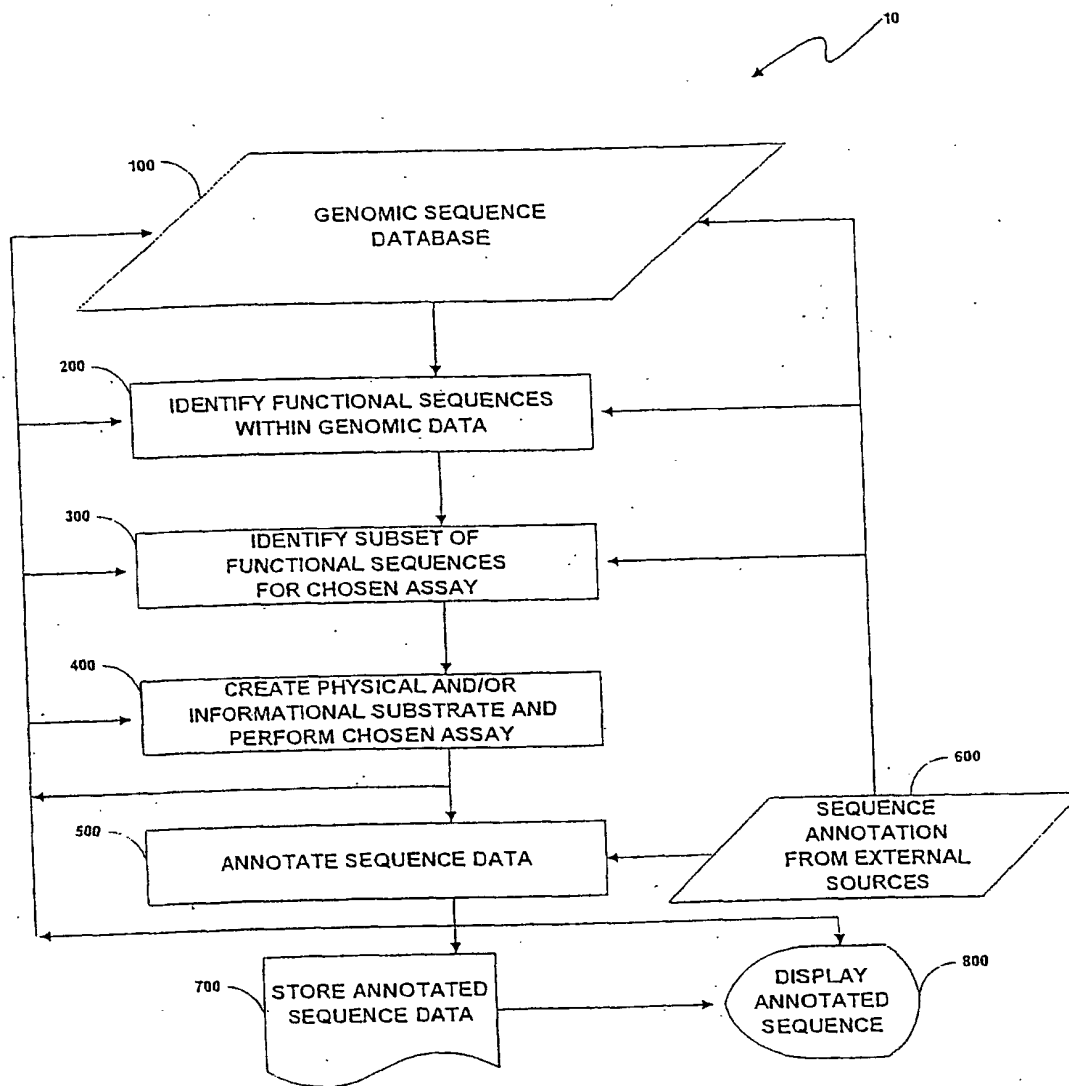 10
100
GENOMIC SEQUENCE
DATABASE
200
IDENTIFY FUNCTIONAL SEQUENCES
WITHIN GENOMIC DATA
300
IDENTIFY SUBSET OF
FUNCTIONAL SEQUENCES
FOR CHOSEN ASSAY
400
CREATE PHYSICAL AND/OR
INFORMATIONAL SUBSTRATE AND
PERFORM CHOSEN ASSAY
600
SEQUENCE
ANNOTATION
FROM EXTERNAL
SOURCES
500
ANNOTATE SEQUENCE DATA
700
STORE ANNOTATED
SEQUENCE DATA
800
DISPLAY
ANNOTATED
SEQUENCE